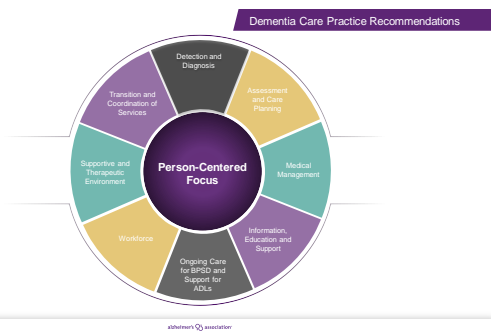 Dementia Care Practice Recommendations
Detection and
Diagnosis
Assessment
and Care
Planning
Medical
Management
Information,
Education and
Support
Ongoing Care
for BPSD and
Support for
ADLs
Workforce
Supportive and
Therapeutic
Environment
Transition and
Coordination of
Services
Person-Centered
Focus
alzheimer's association